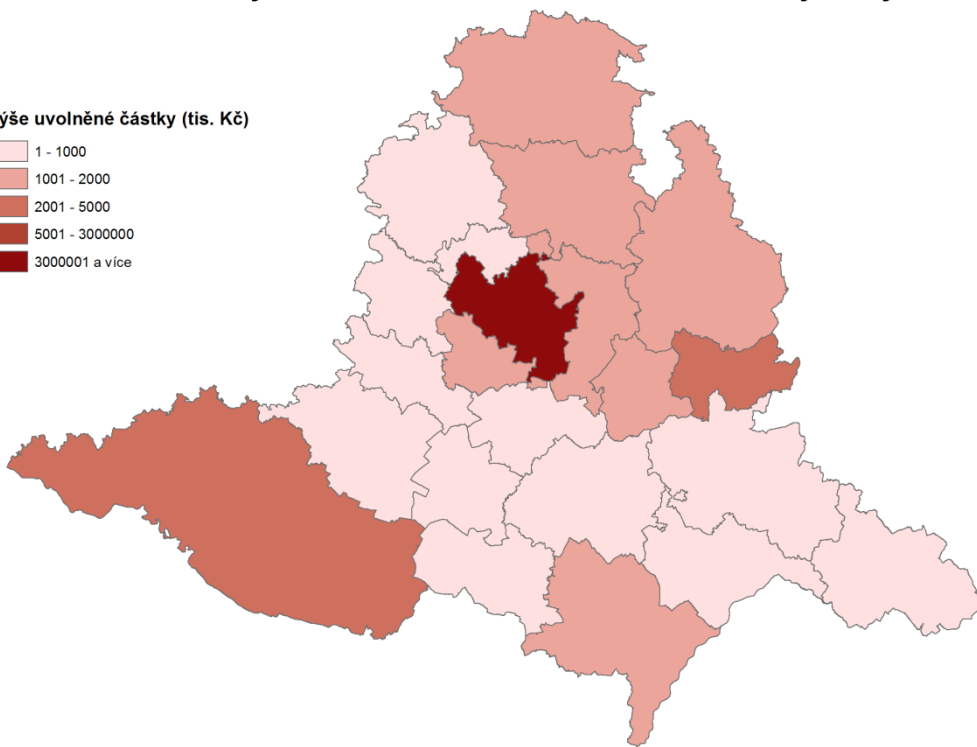 ýše uvolněné částky (tis. Kč)
1 - 1000
1001 - 2000
2001 - 5000
5001 - 3000000
3000001 a více